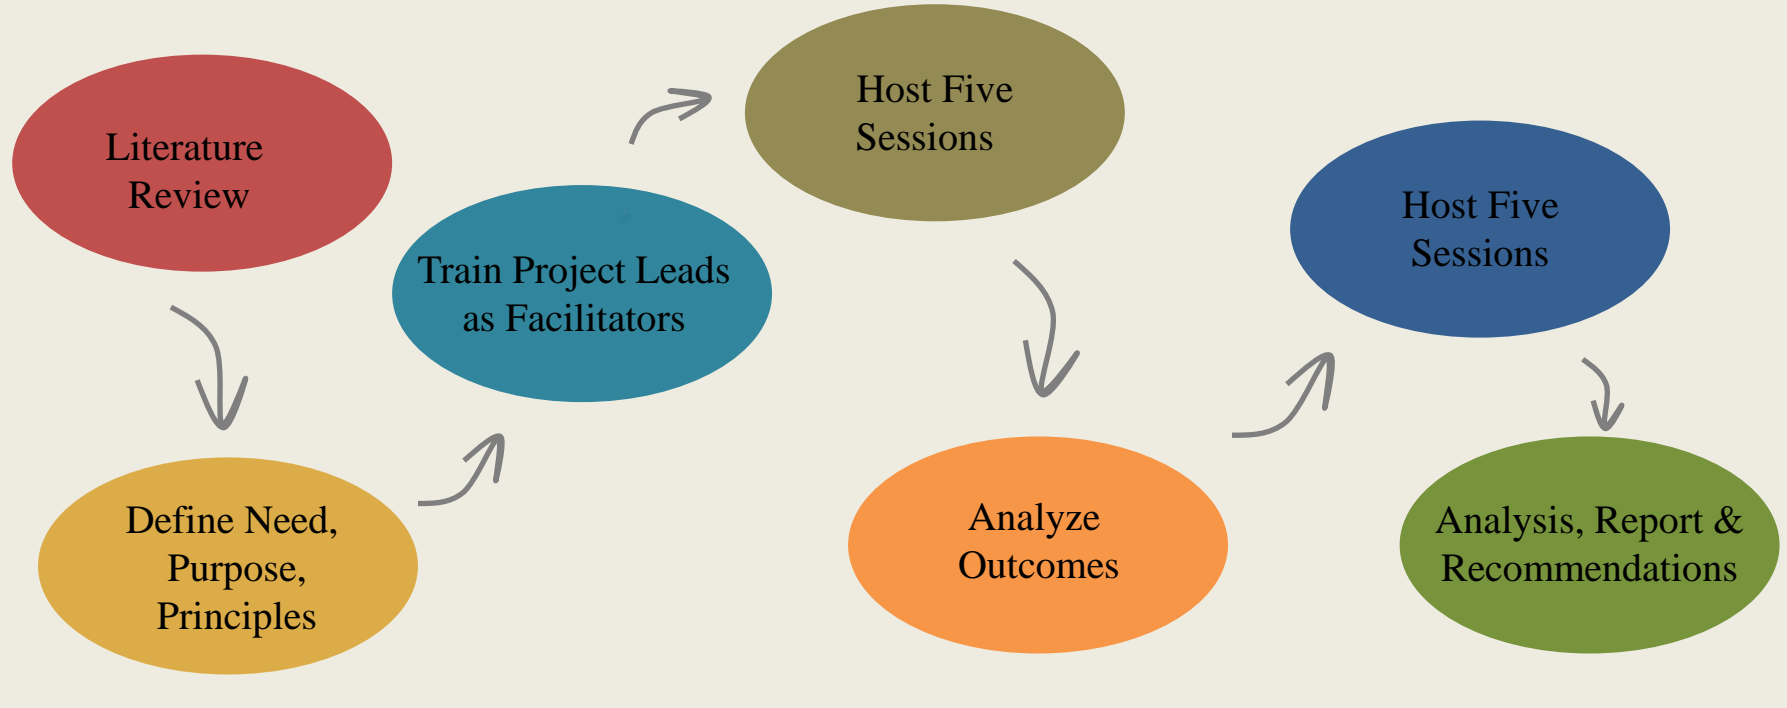 Literature
Review
Define Need,
Purpose,
Principles
Train Project Leads
as Facilitators
Host Five
Sessions
Analyze
Outcomes
Host Five
Sessions
Analysis, Report &
Recommendations